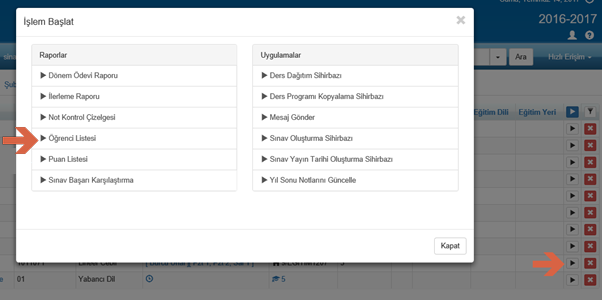 2016-2017
İşlem Başlat
Raporlar
Dönem Ödevi Raporu
İlerleme Raporu
Not Kontrol Çizelgesi
Öğrenci Listesi
Puan Listesi
Sınav Başarı Karşılaştırma
Uygulamalar
Ders Dağıtım Sihirbazı
Ders Programı Kopyalama Sihirbazı
Mesaj Gönder
Sınav Oluşturma Sihirbazı
Sınav Yayın Tarihi Oluşturma Sihirbazı
Yıl Sonu Notlarını Güncelle
Kapat
Ara
sına
Hızlı Erişim
Şub
Eğitim Dili
Eğitim Yeri
01
Yabancı Dil
5